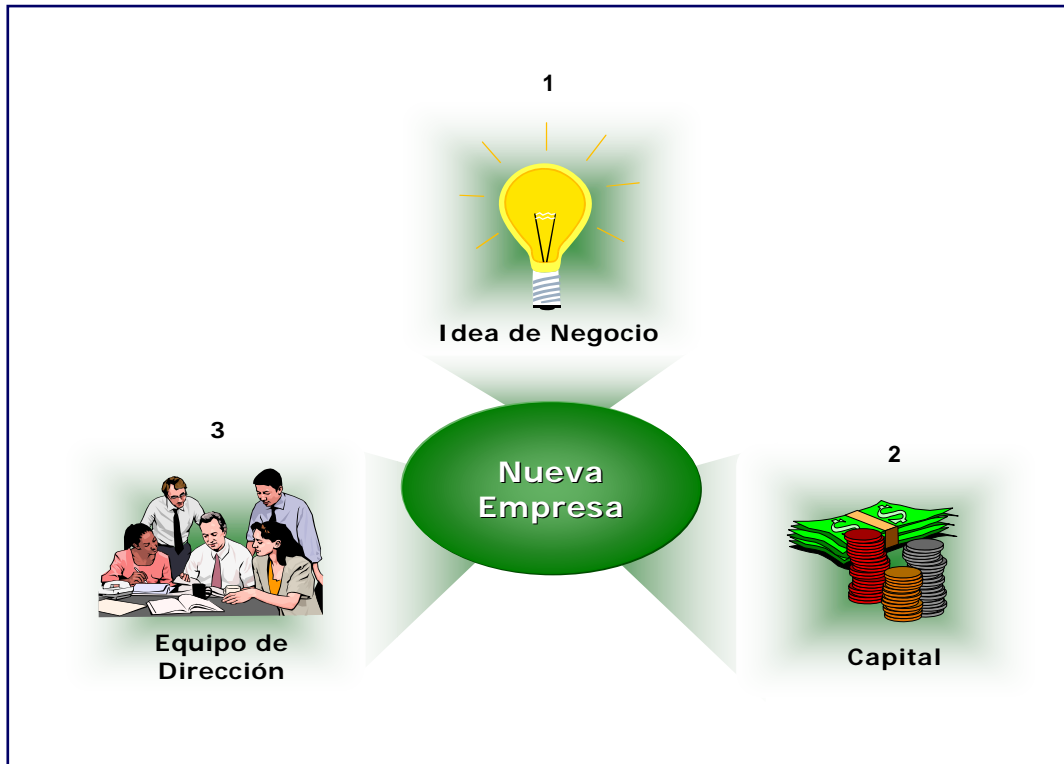 1
Idea de Negocio
3
Equipo de
Dirección
Nueva
Empresa
2
Capital